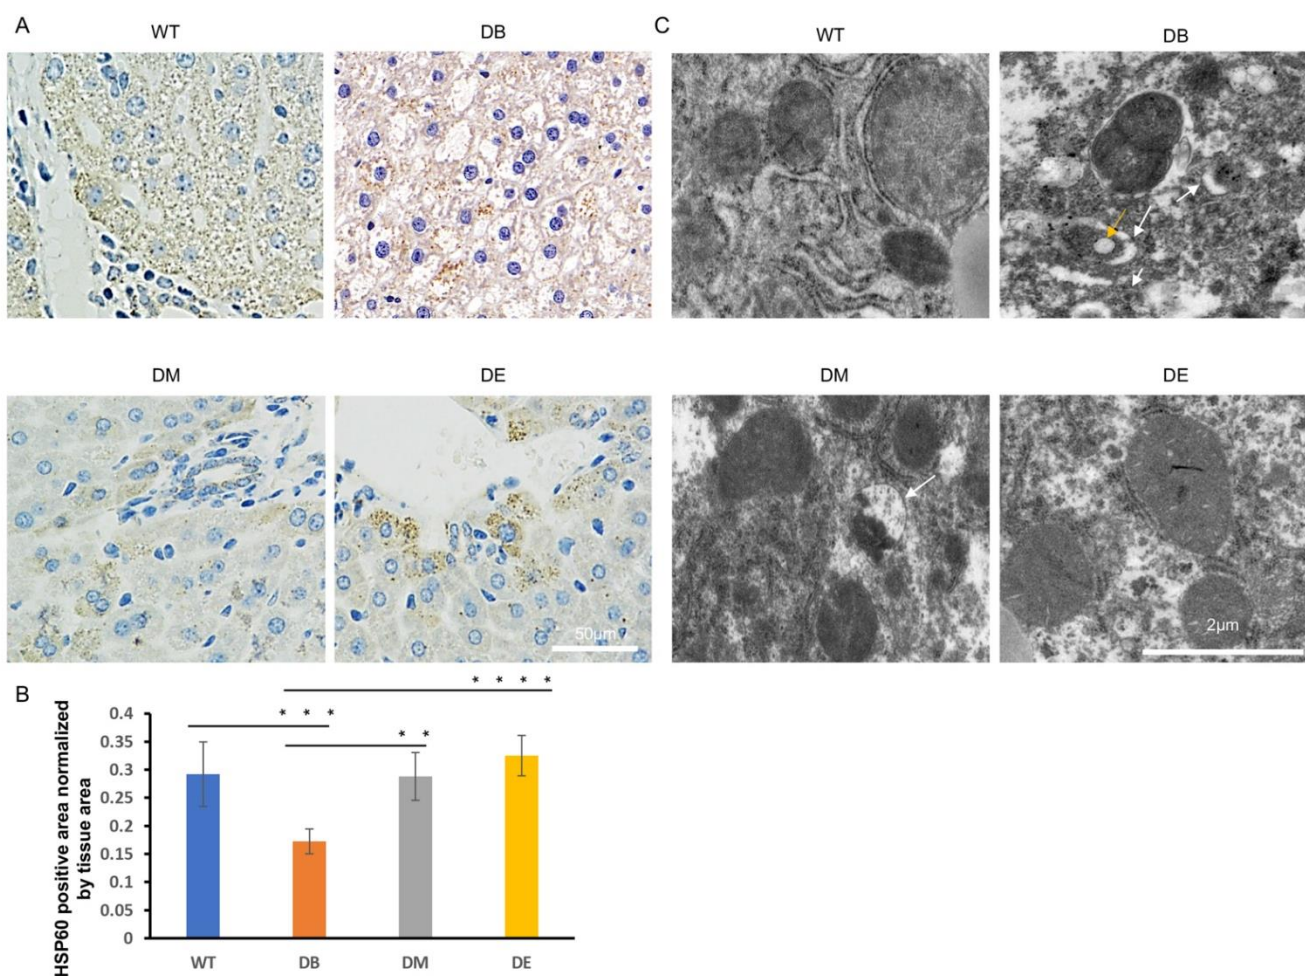 A
WT
DB
DM
DE
50µm
B
HSP60 positive area normalized
by tissue area
* * * *
* * *
* *
0.4
0.35
0.3
0.25
0.2
0.15
0.1
0.05
0
WT
DB
DM
DE
C
WT
DB
DM
DE
2µm